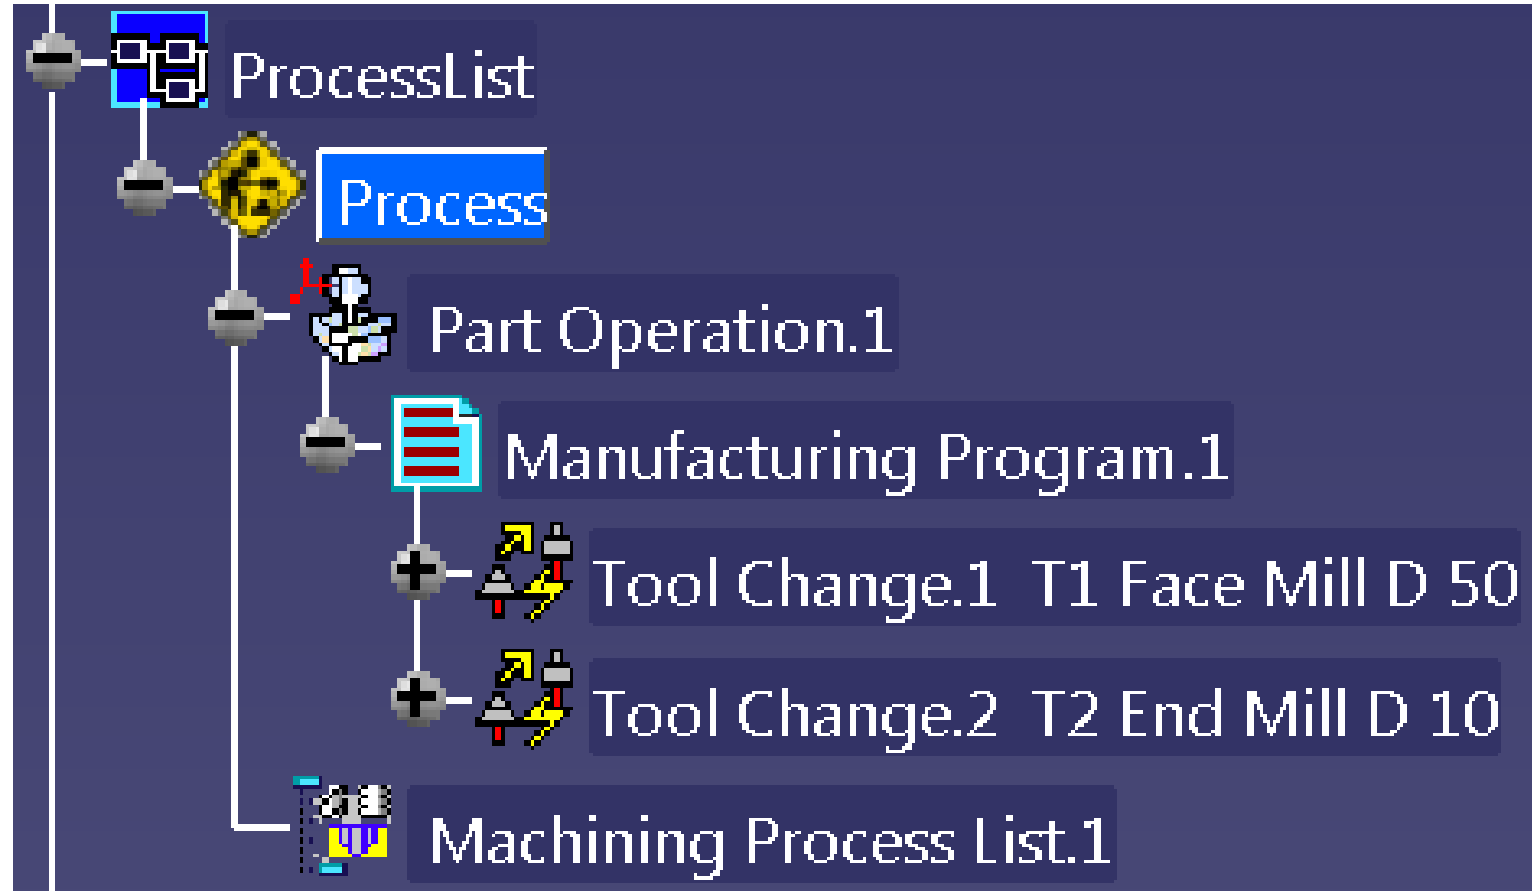 ProcessList
Process
Part Operation.1
Manufacturing Program.1
Tool Change.1  T1 Face Mill D 50
Tool Change.2  T2 End Mill D 10
Machining Process List.1